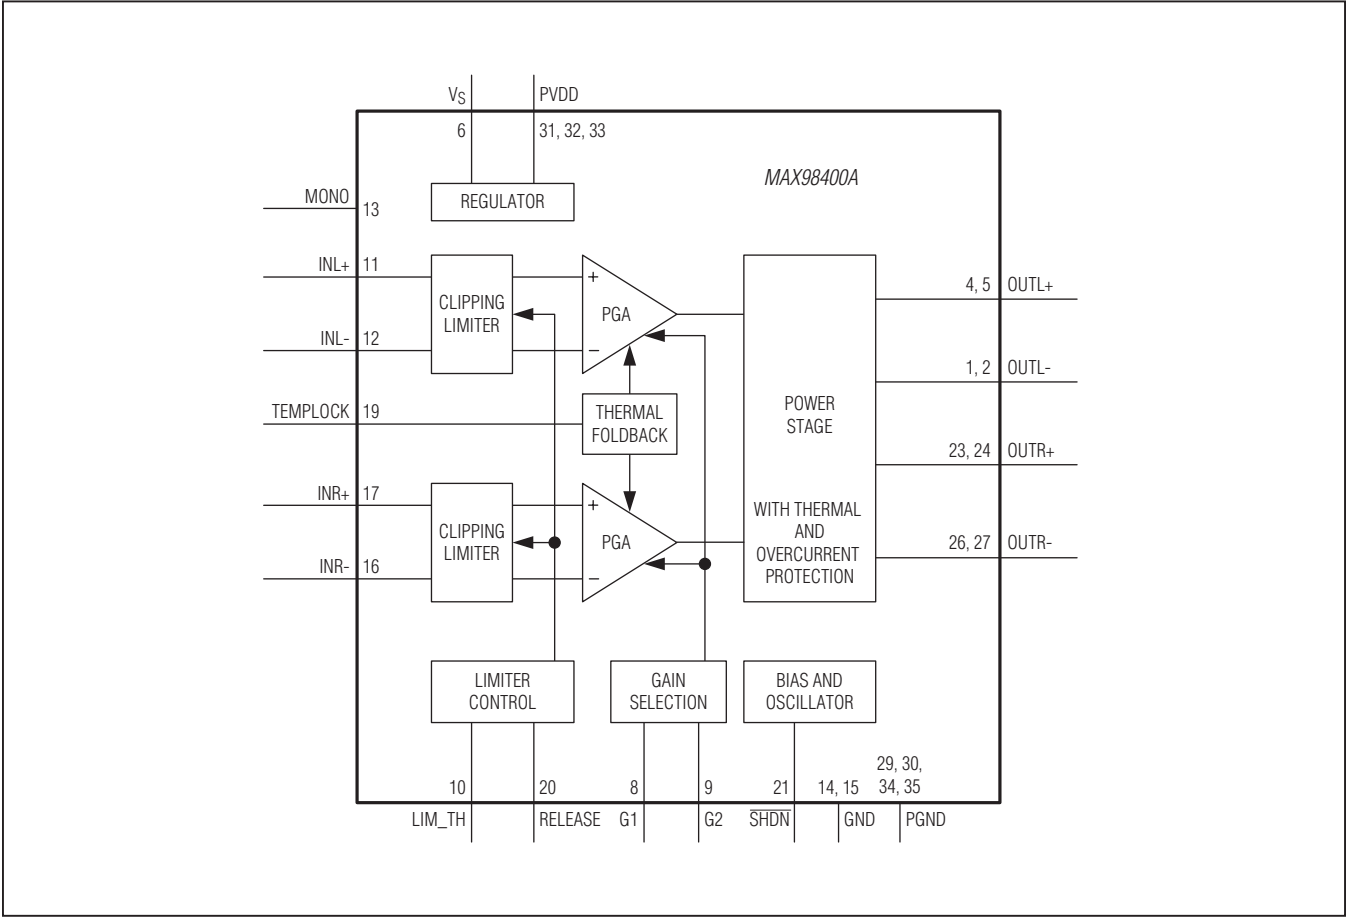 VS PVDD
6 31, 32, 33
MAX98400A
REGULATOR
MONO 13
INL+ 11
CLIPPING
LIMITER
+
PGA
−
INL- 12
4, 5 OUTL+
1, 2 OUTL-
TEMPLOCK 19
THERMAL
FOLDBACK
POWER
STAGE
WITH THERMAL
AND
OVERCURRENT
PROTECTION
23, 24 OUTR+
26, 27 OUTR-
INR+ 17
CLIPPING
LIMITER
+
PGA
−
INR- 16
LIMITER
CONTROL
GAIN
SELECTION
BIAS AND
OSCILLATOR
10 20 8 9 21 14, 15
29, 30,
34, 35
LIM_TH RELEASE G1 G2 SHDN GND PGND